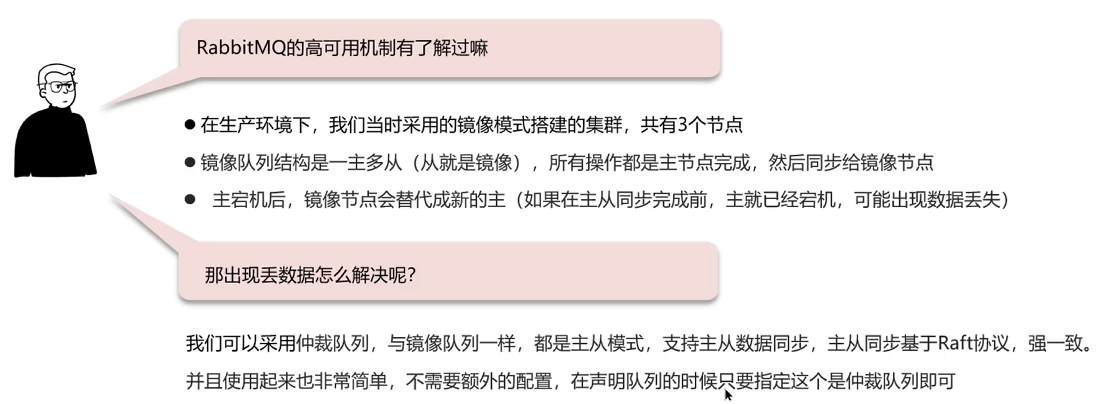 RabbitMQ的高可用机制有了解过嘛
● 在生产环境下，我们当时采用的镜像模式搭建的集群，共有3个节点
● 镜像队列结构是一主多从（从就是镜像），所有操作都是主节点完成，然后同步给镜像节点
● 主宕机后，镜像节点会替代成新的主（如果在主从同步完成前，主就已经宕机，可能出现数据丢失）
那出现丢数据怎么解决呢？
我们可以采用仲裁队列，与镜像队列一样，都是主从模式，支持主从数据同步，主从同步基于Raft协议，强一致。
并且使用起来也非常简单，不需要额外的配置，在声明队列的时候只要指定这个是仲裁队列即可